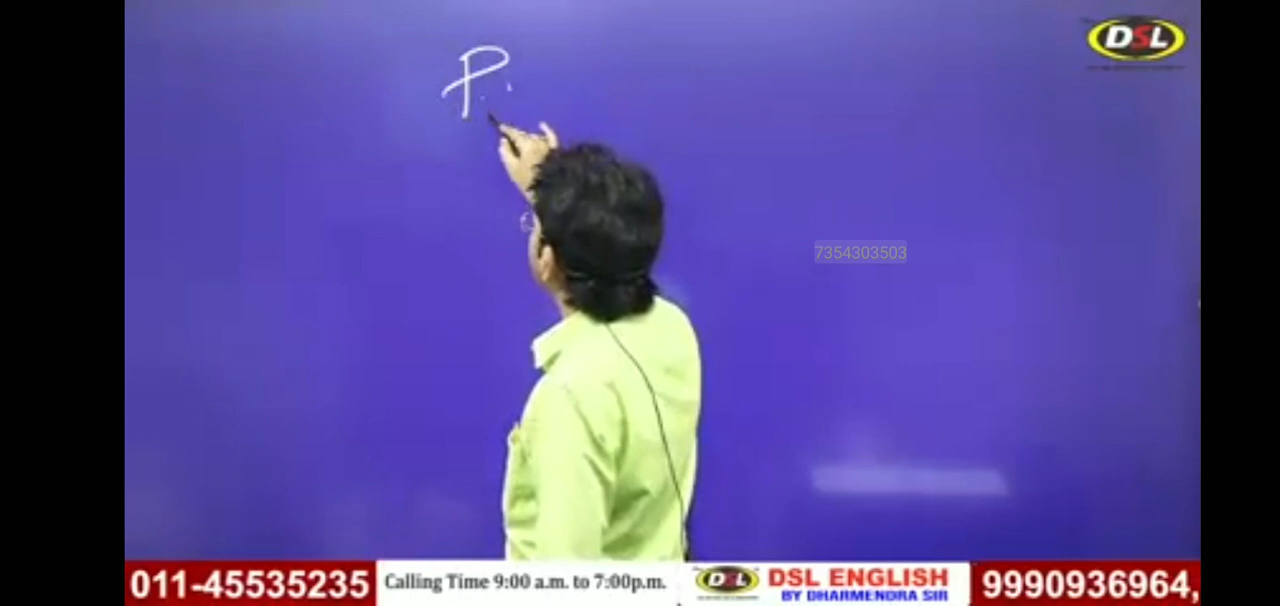 DSL
P
7354303503
011-45535235 Calling Time 9:00 a.m. to 7:00p.m. DSL DSL ENGLISH BY DHARMENDRA SIR 9990936964,